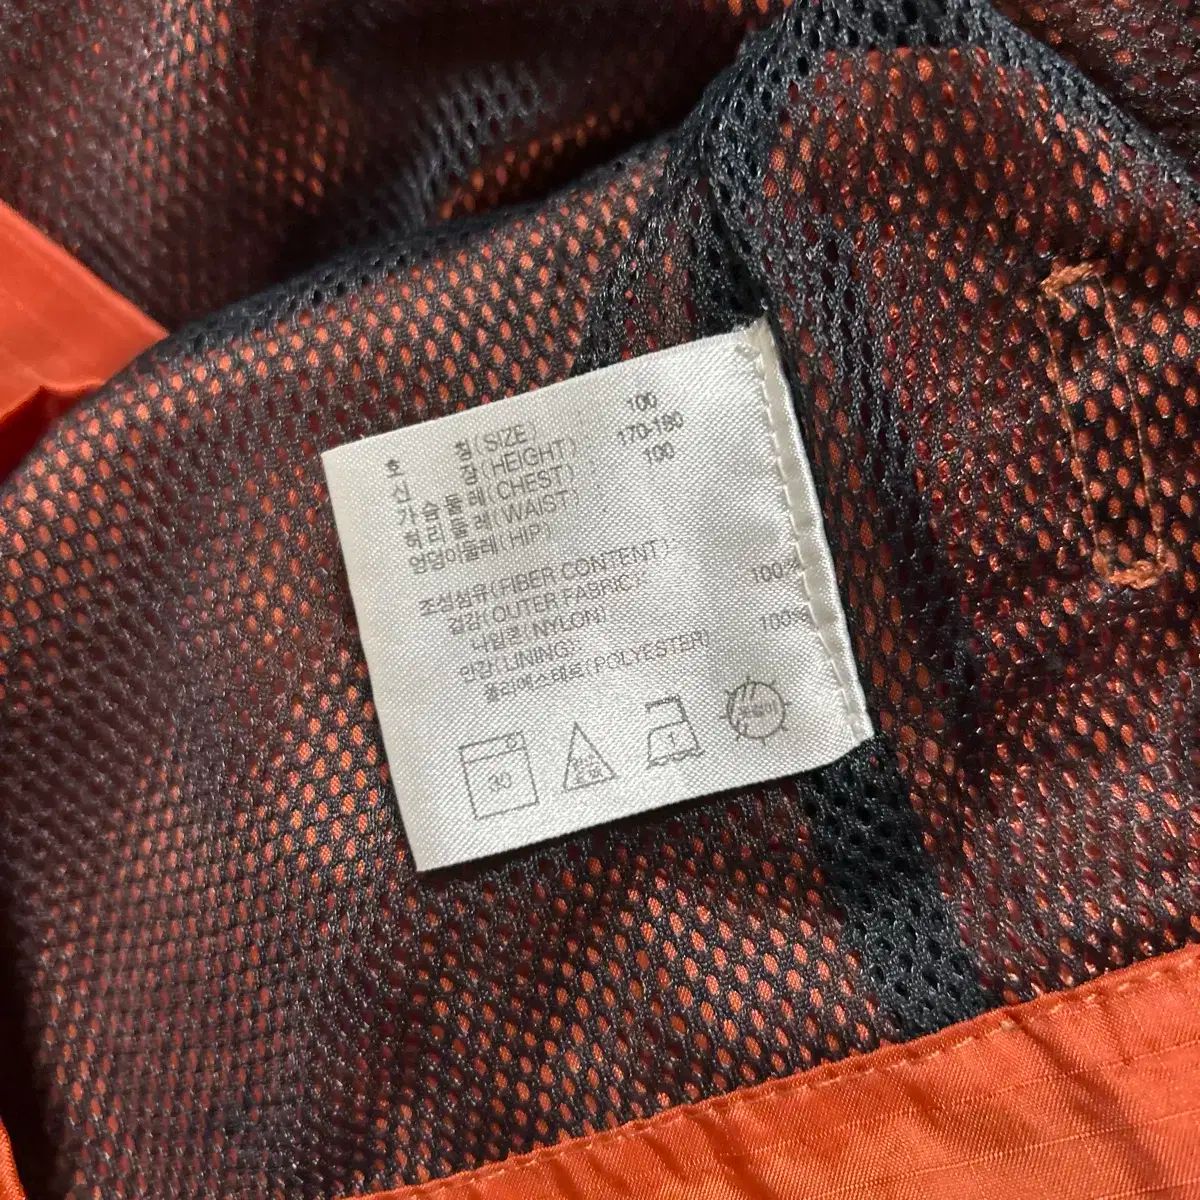 호 칭(SIZE) 100
신 장(HEIGHT) 170-180
가 슴 둘 레(CHEST) 100
허 리 둘 레(WAIST)
엉덩이둘레(HIP)
조성섬유(FIBER CONTENT)
겉감(OUTER FABRIC)
나일론(NYLON) 100%
안감(LINING)
폴리에스테르(POLYESTER) 100%
30
1